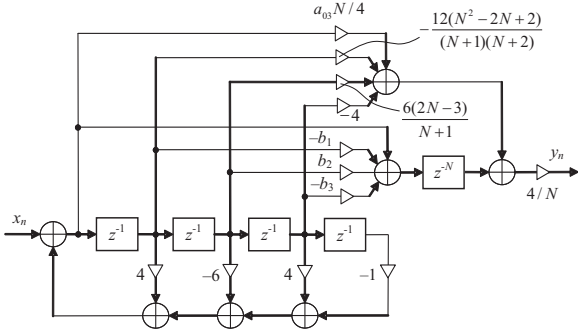 a₀₃N/4
−12(N² − 2N + 2)/((N+1)(N+2))
−4
6(2N−3)/(N+1)
−b₁
b₂
−b₃
z⁻ᴺ
yₙ
4/N
xₙ
z⁻¹ z⁻¹ z⁻¹ z⁻¹
4 −6 4 −1